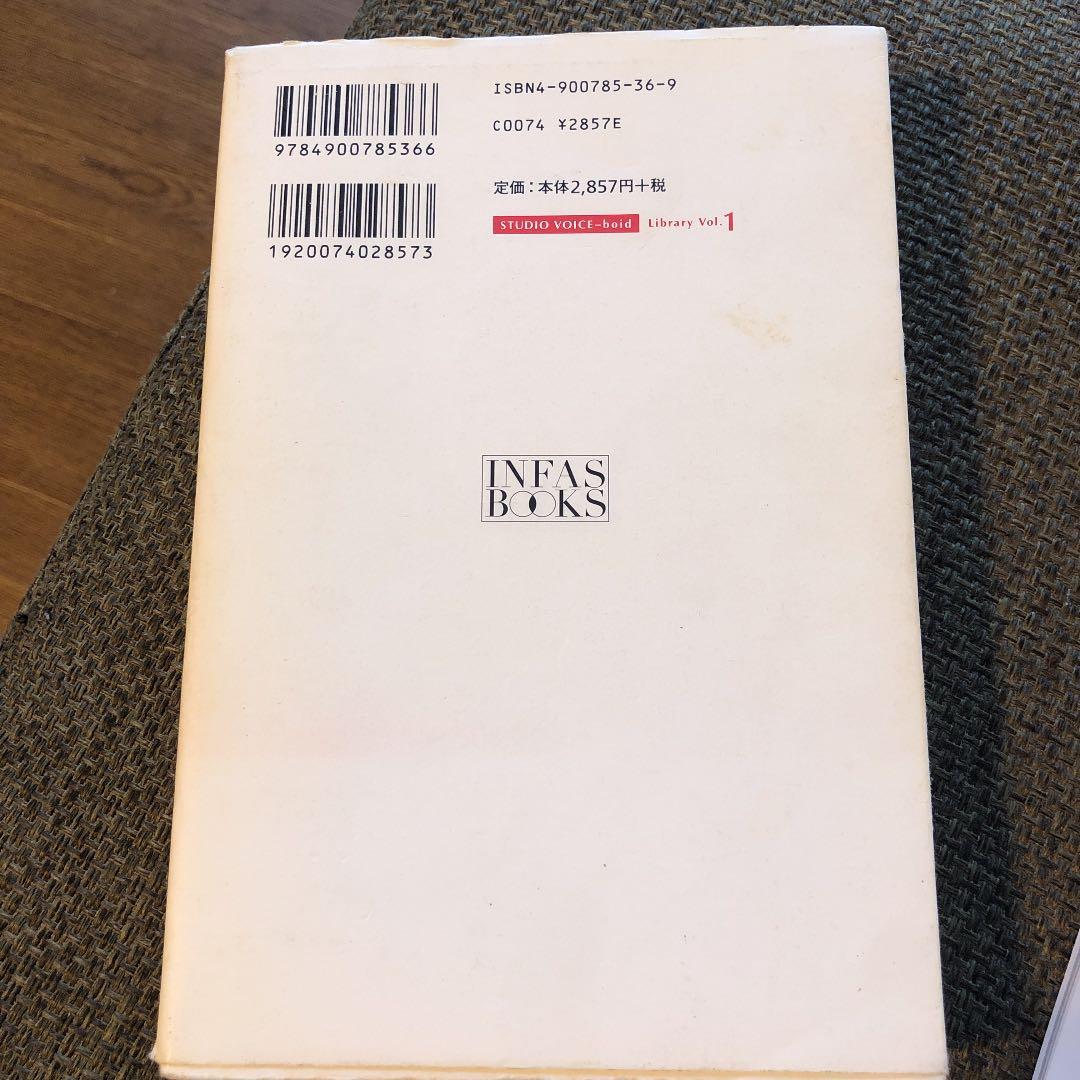 9784900785366
1920074028573
ISBN4-900785-36-9
C0074 ¥2857E
定価：本体2,857円＋税
STUDIO VOICE-boid Library Vol.1
INFAS
BOOKS